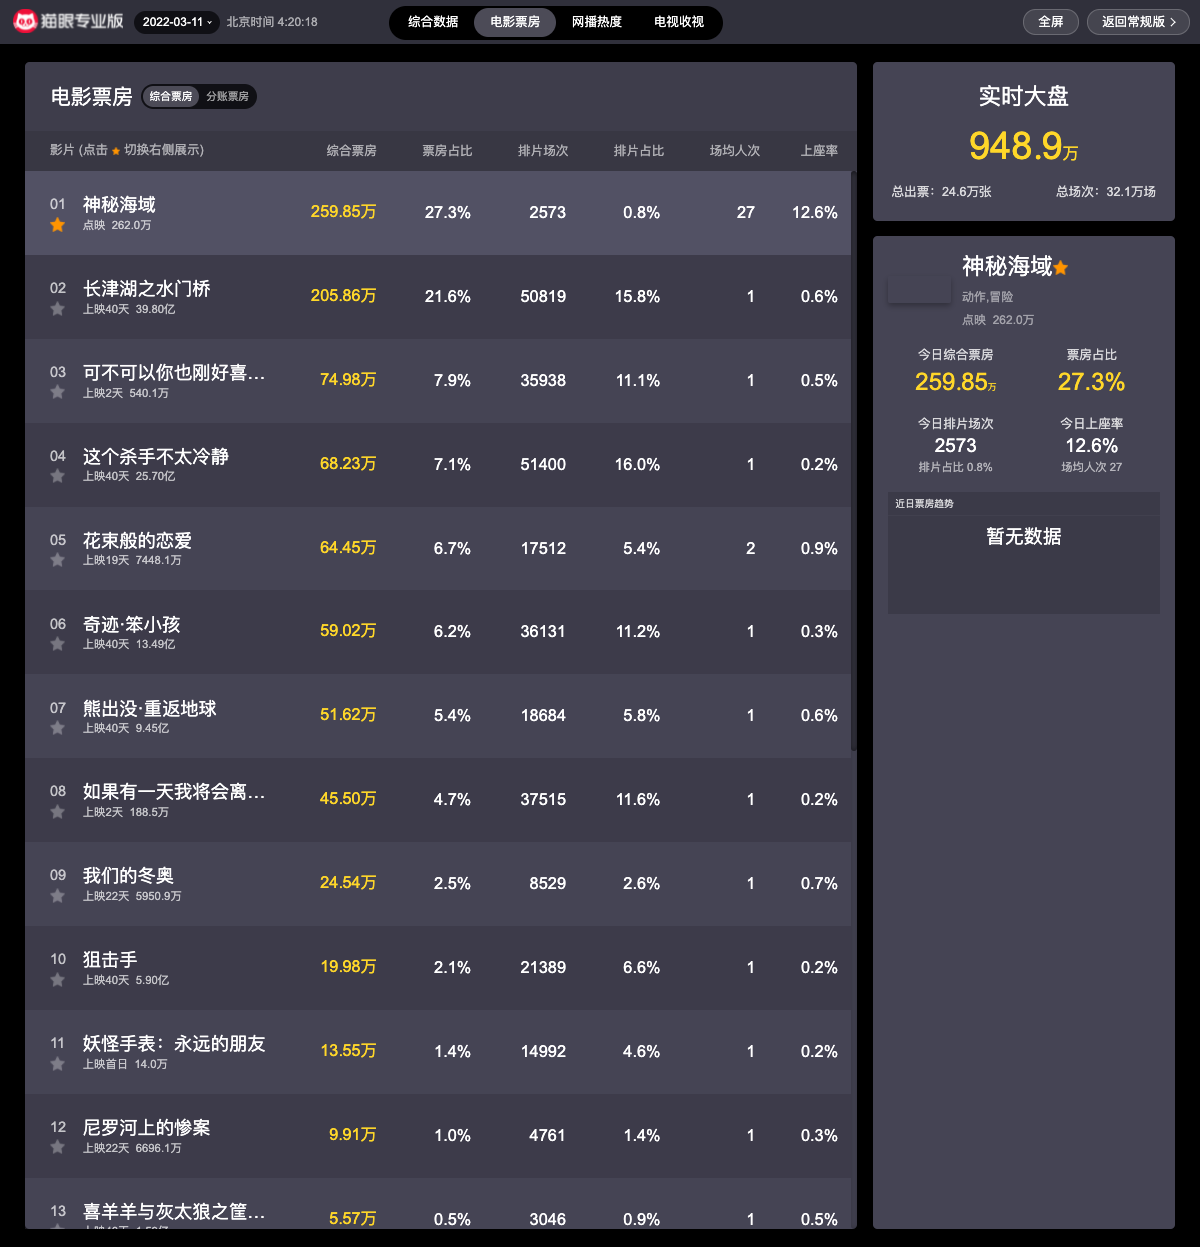 猫眼专业版 2022-03-11 北京时间 4:20:18 综合数据 电影票房 网播热度 电视收视 全屏 返回常规版
电影票房 综合票房 分账票房
影片 (点击 切换右侧展示) 综合票房 票房占比 排片场次 排片占比 场均人次 上座率
01 神秘海域 259.85万 27.3% 2573 0.8% 27 12.6%
点映 262.0万
02 长津湖之水门桥 205.86万 21.6% 50819 15.8% 1 0.6%
上映40天 39.80亿
03 可不可以你也刚好喜... 74.98万 7.9% 35938 11.1% 1 0.5%
上映2天 540.1万
04 这个杀手不太冷静 68.23万 7.1% 51400 16.0% 1 0.2%
上映40天 25.70亿
05 花束般的恋爱 64.45万 6.7% 17512 5.4% 2 0.9%
上映19天 7448.1万
06 奇迹·笨小孩 59.02万 6.2% 36131 11.2% 1 0.3%
上映40天 13.49亿
07 熊出没·重返地球 51.62万 5.4% 18684 5.8% 1 0.6%
上映40天 9.45亿
08 如果有一天我将会离... 45.50万 4.7% 37515 11.6% 1 0.2%
上映2天 188.5万
09 我们的冬奥 24.54万 2.5% 8529 2.6% 1 0.7%
上映22天 5950.9万
10 狙击手 19.98万 2.1% 21389 6.6% 1 0.2%
上映40天 5.90亿
11 妖怪手表：永远的朋友 13.55万 1.4% 14992 4.6% 1 0.2%
上映首日 14.0万
12 尼罗河上的惨案 9.91万 1.0% 4761 1.4% 1 0.3%
上映22天 6696.1万
13 喜羊羊与灰太狼之筐... 5.57万 0.5% 3046 0.9% 1 0.5%
实时大盘
948.9万
总出票：24.6万张 总场次：32.1万场
神秘海域
动作,冒险
点映 262.0万
今日综合票房 票房占比
259.85万 27.3%
今日排片场次 今日上座率
2573 12.6%
排片占比 0.8% 场均人次 27
近日票房趋势
暂无数据